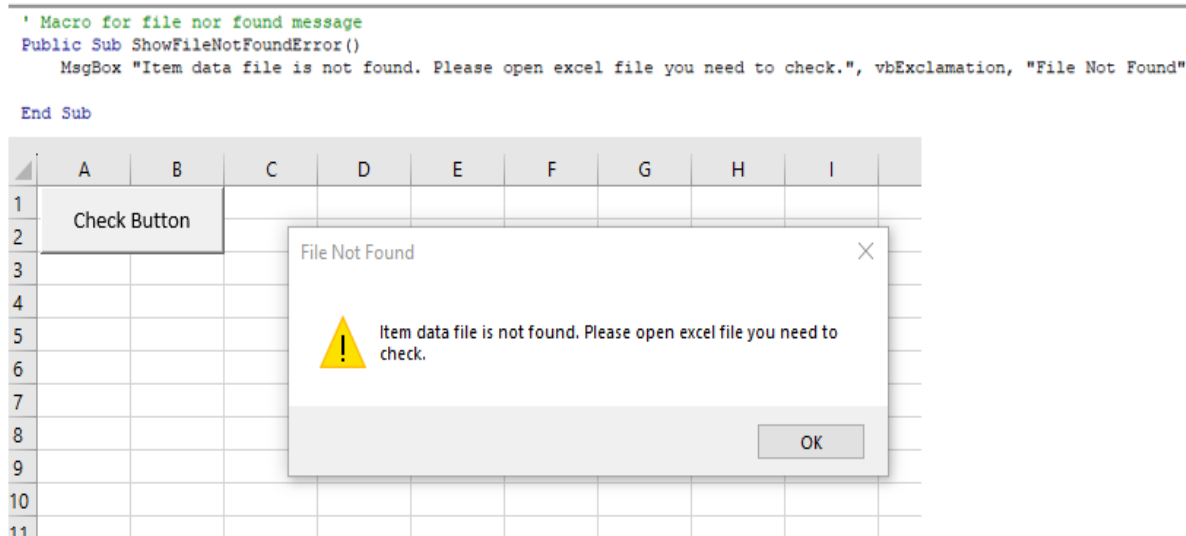 ' Macro for file nor found message
Public Sub ShowFileNotFoundError()
MsgBox "Item data file is not found. Please open excel file you need to check.", vbExclamation, "File Not Found"
End Sub
A B C D E F G H I
1
Check Button
2
File Not Found
3
4
Item data file is not found. Please open excel file you need to
5
check.
6
7
8
OK
9
10
11